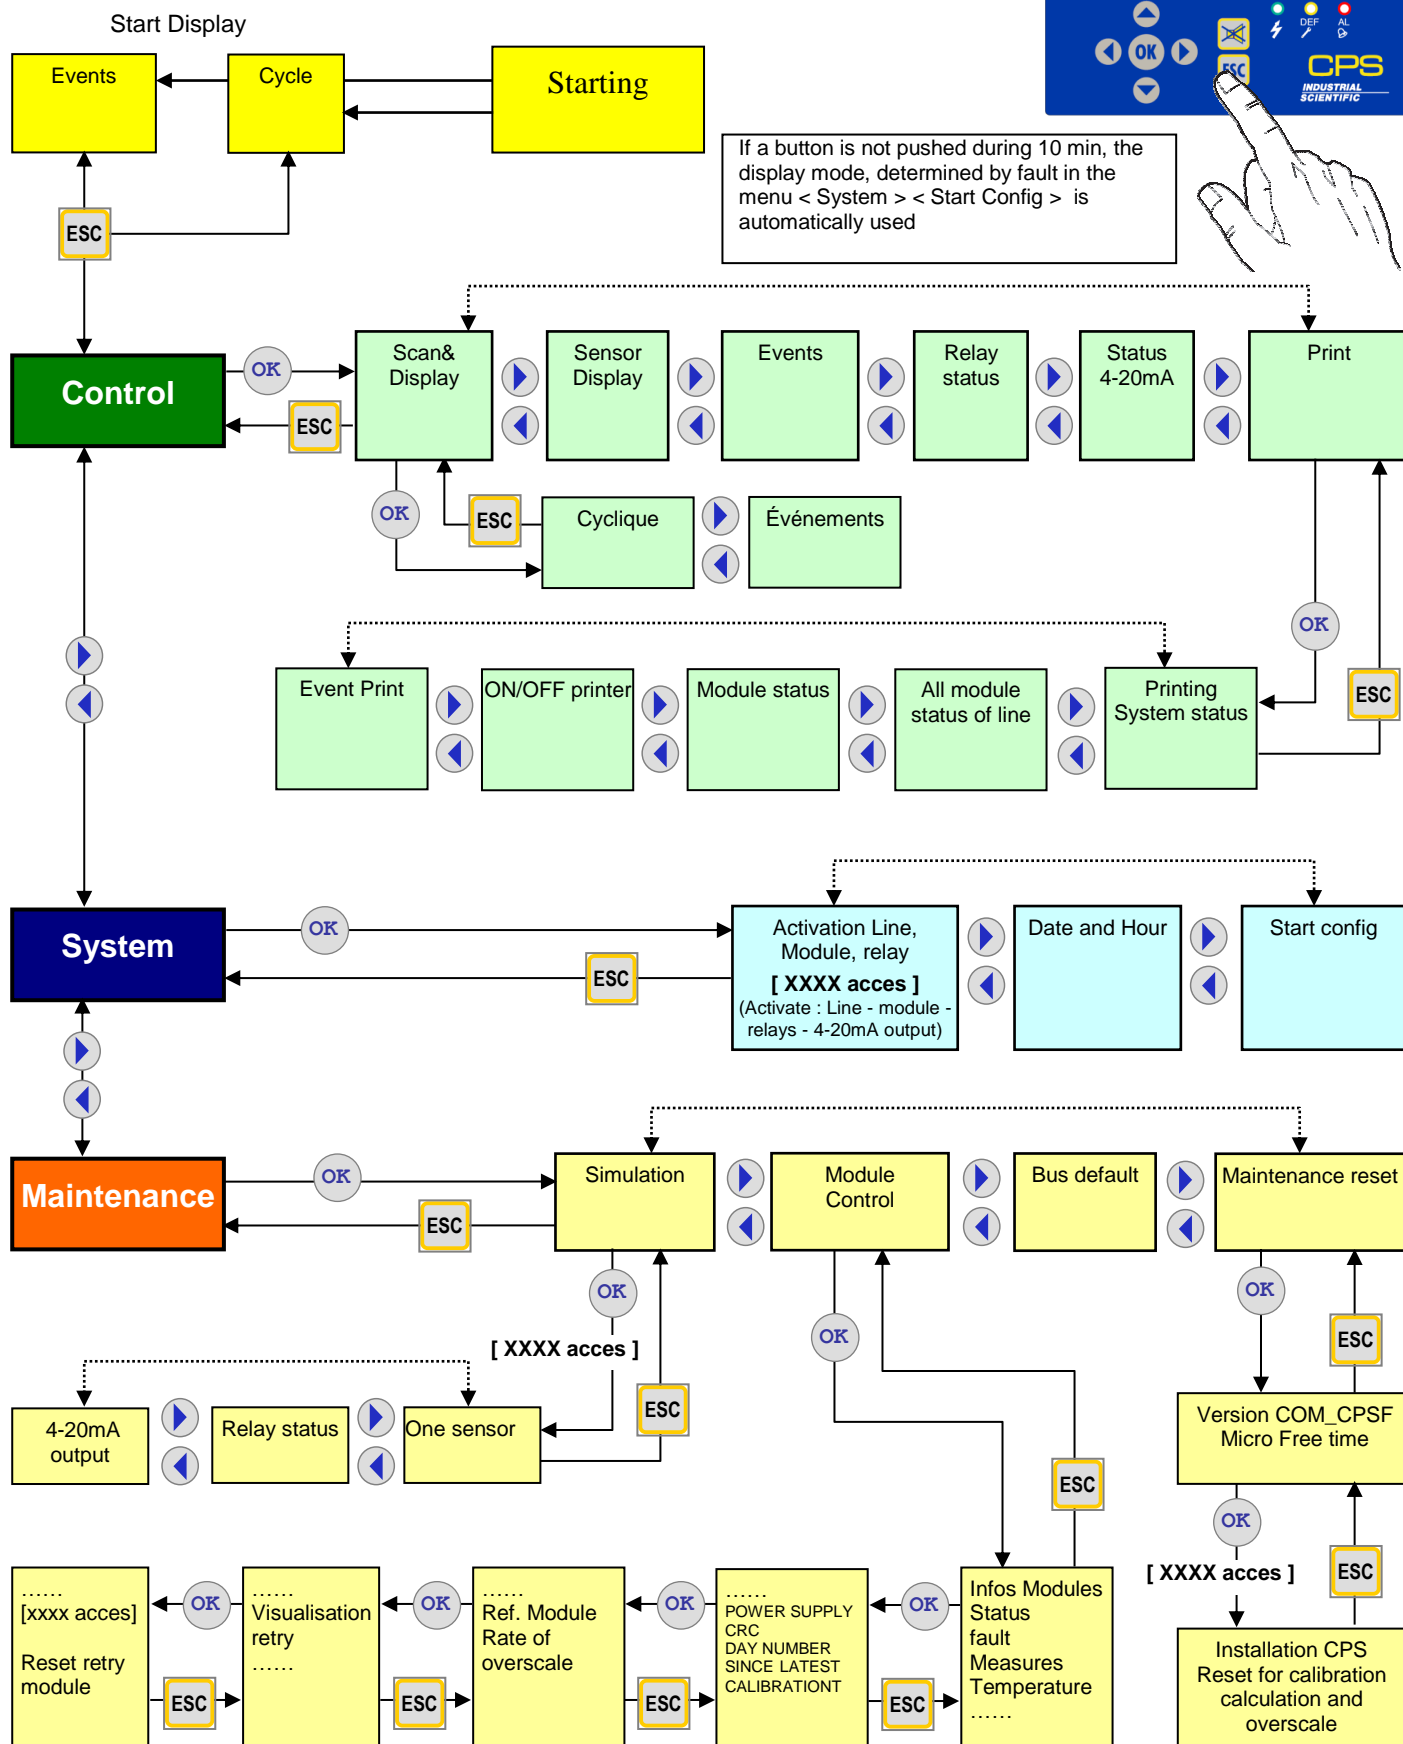 Start Display
Events
Cycle
Starting
OK
ESC
DEF
AL
CPS
INDUSTRIAL
SCIENTIFIC
If a button is not pushed during 10 min, the
display mode, determined by fault in the
menu < System > < Start Config > is
automatically used
ESC
Control
OK
ESC
Scan&
Display
Sensor
Display
Events
Relay
status
Status
4-20mA
Print
OK
ESC
Cyclique
Événements
OK
ESC
Event Print
ON/OFF printer
Module status
All module
status of line
Printing
System status
System
OK
ESC
Activation Line,
Module, relay
[ XXXX acces ]
(Activate : Line - module -
relays - 4-20mA output)
Date and Hour
Start config
Maintenance
OK
ESC
Simulation
Module
Control
Bus default
Maintenance reset
OK
[ XXXX acces ]
ESC
OK
ESC
OK
ESC
4-20mA
output
Relay status
One sensor
Version COM_CPSF
Micro Free time
OK
[ XXXX acces ]
ESC
……
[xxxx acces]
Reset retry
module
OK
ESC
……
Visualisation
retry
……
OK
ESC
……
Ref. Module
Rate of
overscale
OK
ESC
……
POWER SUPPLY
CRC
DAY NUMBER
SINCE LATEST
CALIBRATIONT
OK
ESC
Infos Modules
Status
fault
Measures
Temperature
……
Installation CPS
Reset for calibration
calculation and
overscale